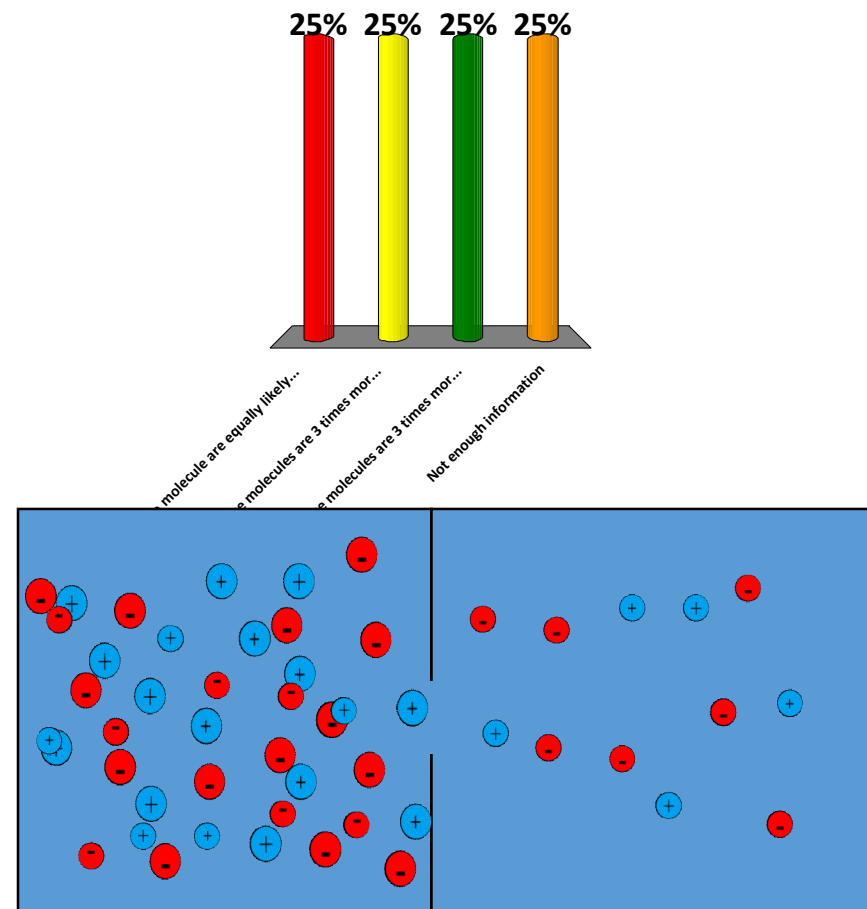 25% 25% 25% 25%
molecule are equally likely...
molecules are 3 times mor...
molecules are 3 times mor...
Not enough information